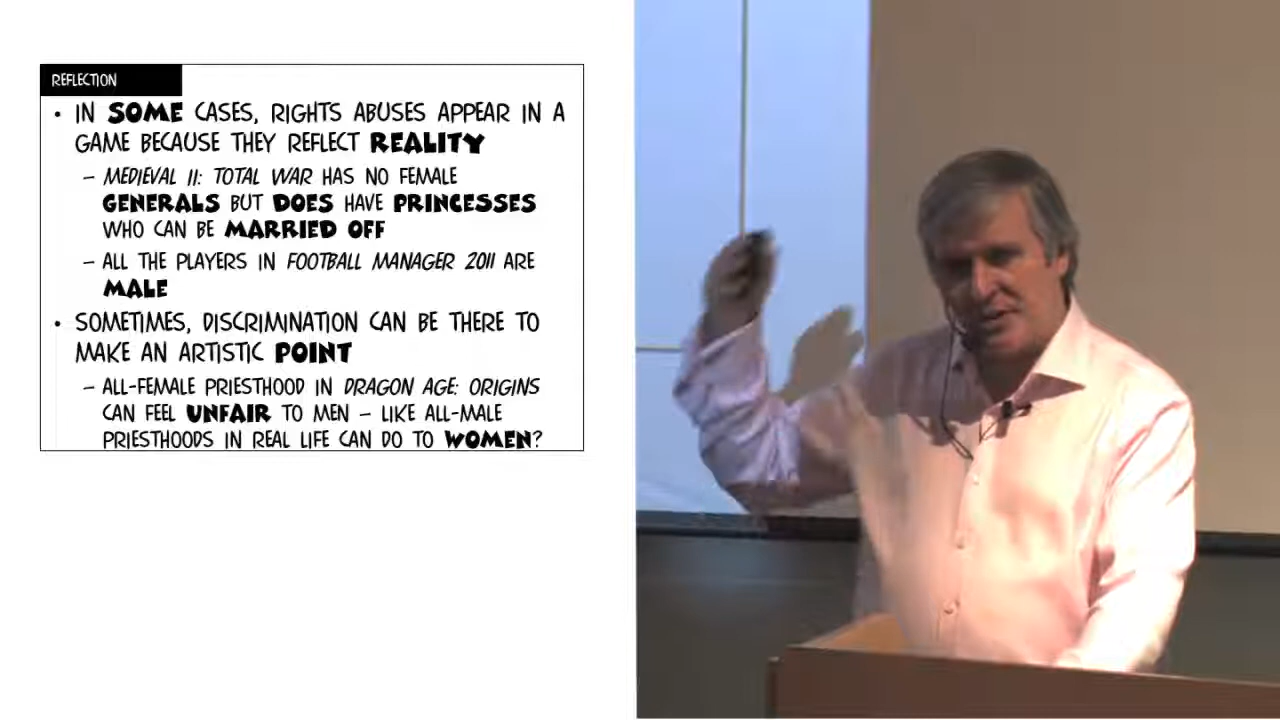 REFLECTION
• IN SOME CASES, RIGHTS ABUSES APPEAR IN A
GAME BECAUSE THEY REFLECT REALITY
– MEDIEVAL II: TOTAL WAR HAS NO FEMALE
GENERALS BUT DOES HAVE PRINCESSES
WHO CAN BE MARRIED OFF
– ALL THE PLAYERS IN FOOTBALL MANAGER 2011 ARE
MALE
• SOMETIMES, DISCRIMINATION CAN BE THERE TO
MAKE AN ARTISTIC POINT
– ALL-FEMALE PRIESTHOOD IN DRAGON AGE: ORIGINS
CAN FEEL UNFAIR TO MEN – LIKE ALL-MALE
PRIESTHOODS IN REAL LIFE CAN DO TO WOMEN?